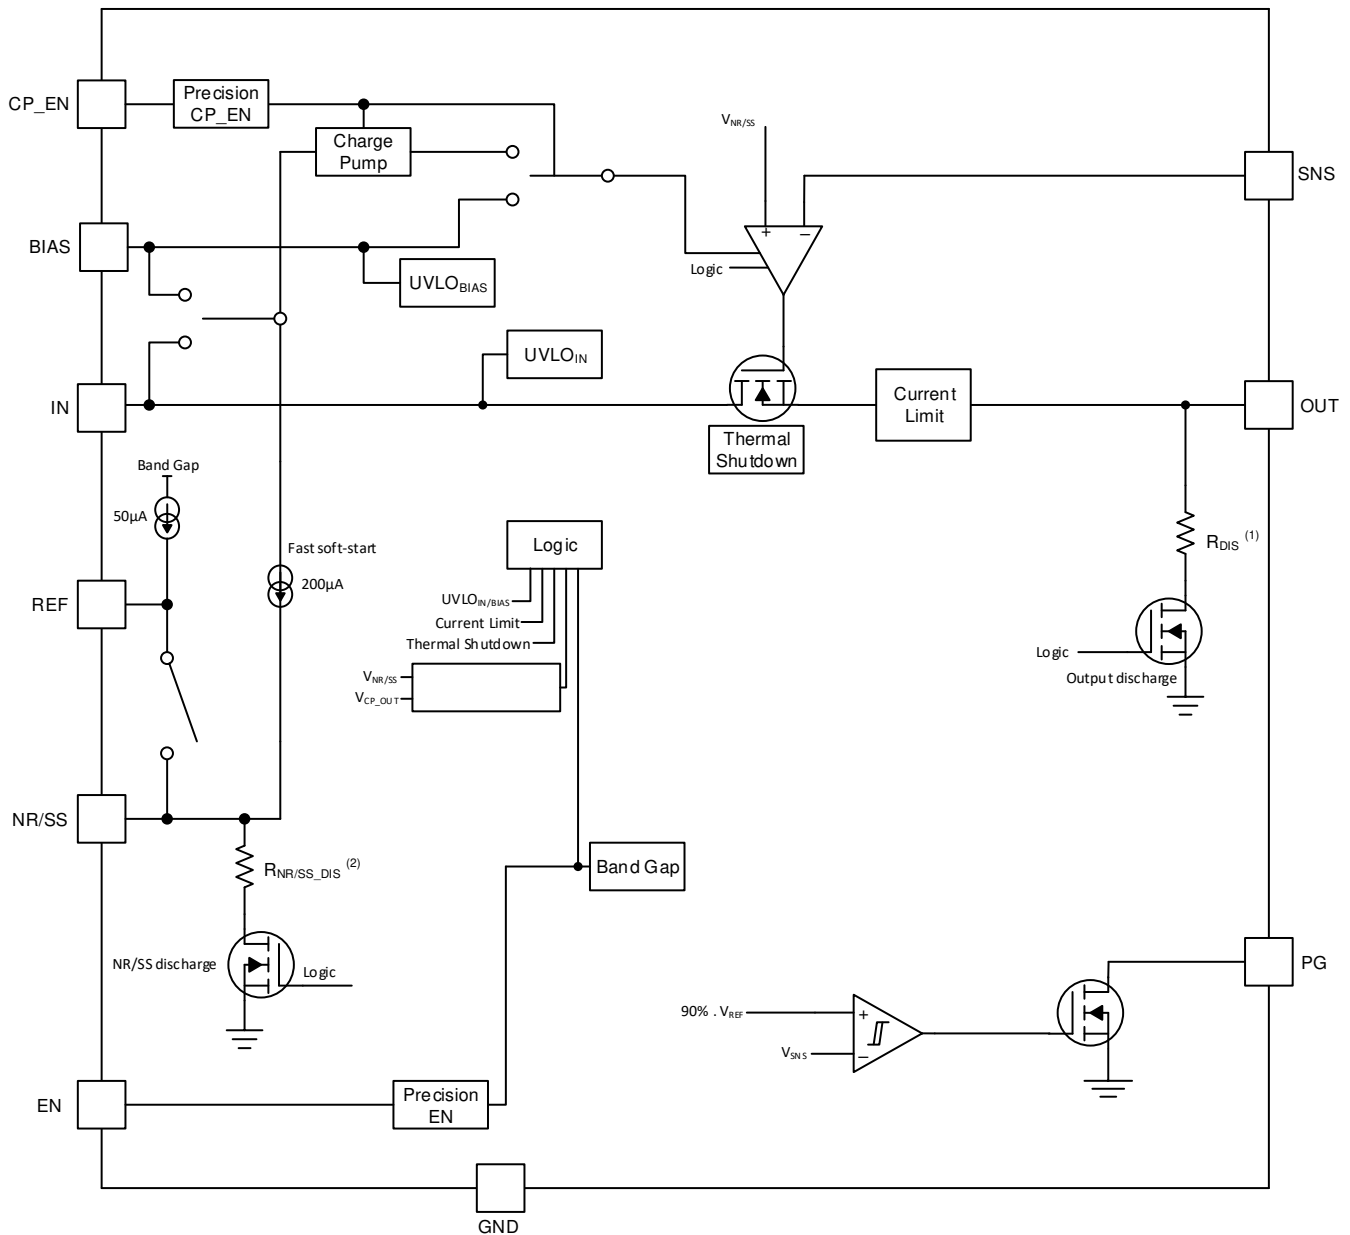 CP_EN
Precision
CP_EN
Charge
Pump
V_NR/SS
SNS
+
−
BIAS
Logic
UVLO_BIAS
UVLO_IN
IN
Current
Limit
OUT
Thermal
Shutdown
Band Gap
50µA
Fast soft-start
200µA
Logic
R_DIS (1)
REF
UVLO_IN/BIAS
Current Limit
Thermal Shutdown
V_NR/SS
V_CP_OUT
Logic
Output discharge
NR/SS
R_NR/SS_DIS (2)
Band Gap
NR/SS discharge
Logic
PG
90% . V_REF
+
V_SNS
−
EN
Precision
EN
GND